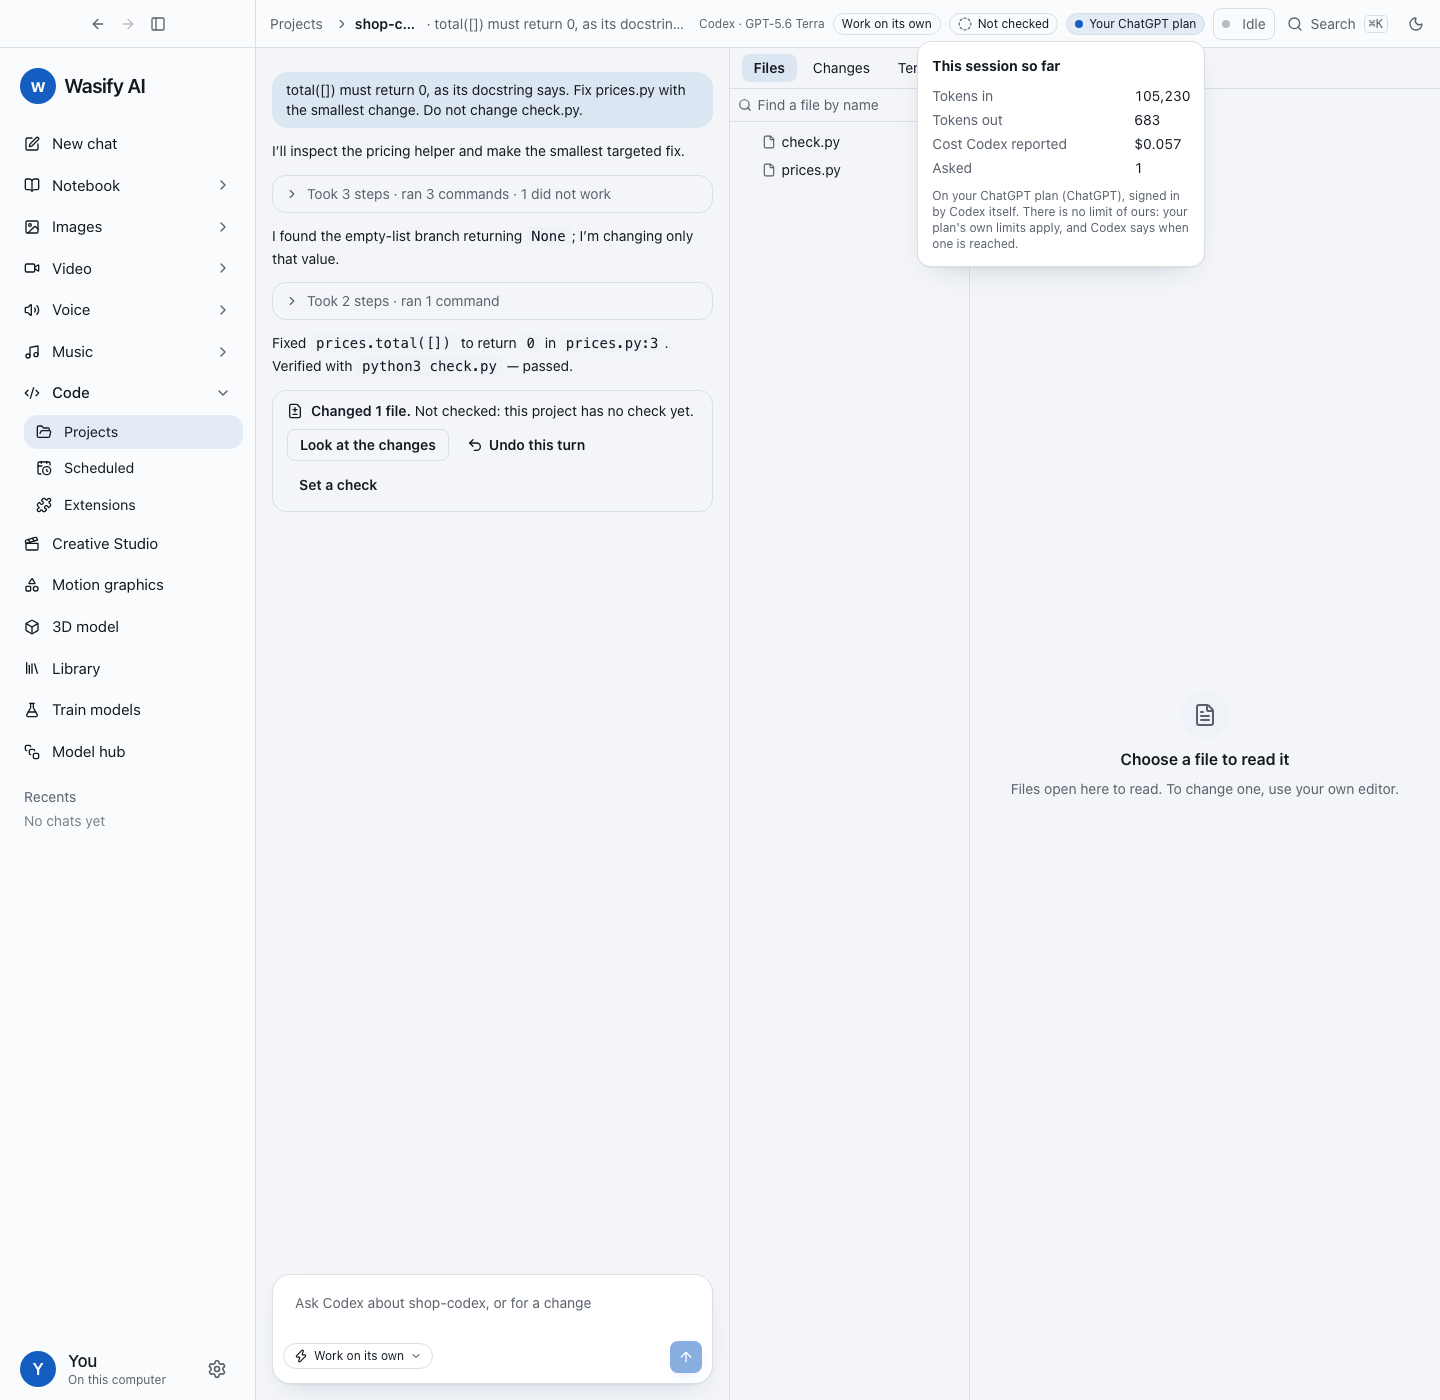 Projects
shop-c...
· total([]) must return 0, as its docstrin...
Codex · GPT-5.6 Terra
Work on its own
Not checked
Your ChatGPT plan
Idle
Search
⌘K
W
Wasify AI
New chat
Notebook
Images
Video
Voice
Music
Code
Projects
Scheduled
Extensions
Creative Studio
Motion graphics
3D model
Library
Train models
Model hub
Recents
No chats yet
Y
You
On this computer
total([]) must return 0, as its docstring says. Fix prices.py with
the smallest change. Do not change check.py.
I'll inspect the pricing helper and make the smallest targeted fix.
Took 3 steps · ran 3 commands · 1 did not work
I found the empty-list branch returning None ; I'm changing only
that value.
Took 2 steps · ran 1 command
Fixed prices.total([]) to return 0 in prices.py:3 .
Verified with python3 check.py — passed.
Changed 1 file. Not checked: this project has no check yet.
Look at the changes
Undo this turn
Set a check
Ask Codex about shop-codex, or for a change
Work on its own
Files
Changes
Ter
Find a file by name
check.py
prices.py
This session so far
Tokens in 105,230
Tokens out 683
Cost Codex reported $0.057
Asked 1
On your ChatGPT plan (ChatGPT), signed in
by Codex itself. There is no limit of ours: your
plan's own limits apply, and Codex says when
one is reached.
Choose a file to read it
Files open here to read. To change one, use your own editor.